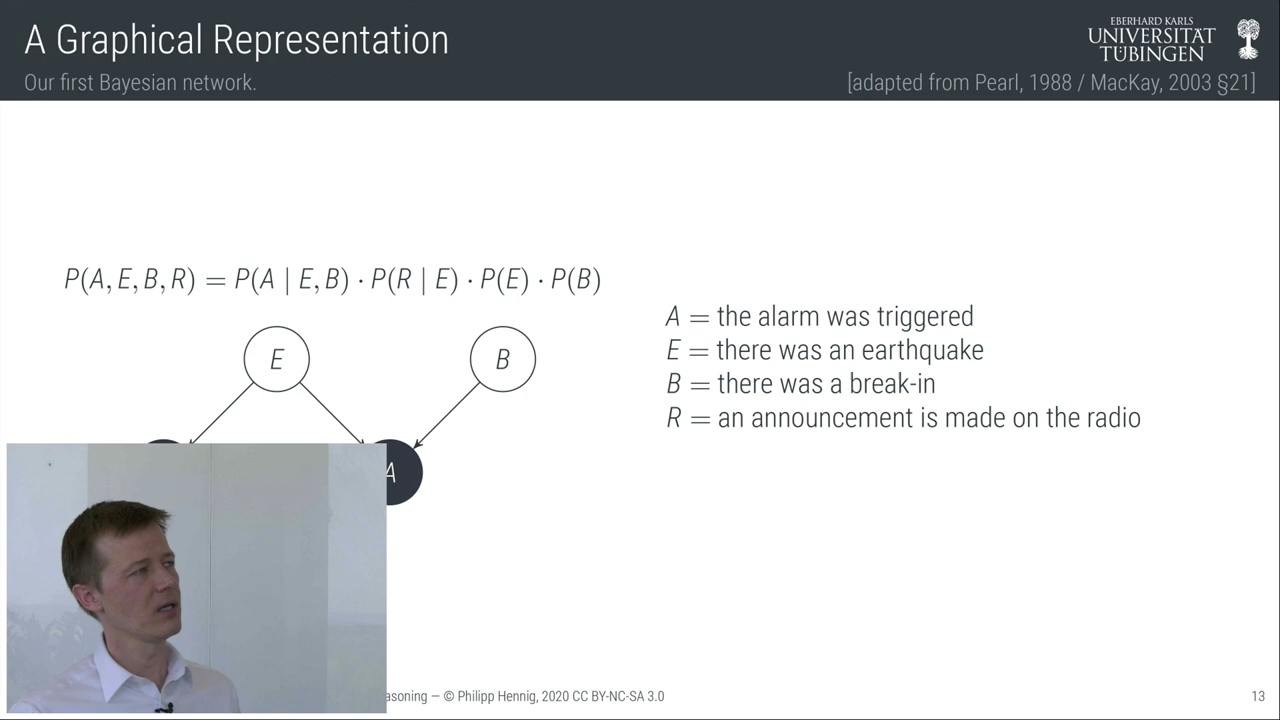 A Graphical Representation
Our first Bayesian network.
EBERHARD KARLS
UNIVERSITÄT
TÜBINGEN
[adapted from Pearl, 1988 / MacKay, 2003 §21]
P(A, E, B, R) = P(A | E, B) · P(R | E) · P(E) · P(B)
E
B
A
A = the alarm was triggered
E = there was an earthquake
B = there was a break-in
R = an announcement is made on the radio
— © Philipp Hennig, 2020 CC BY-NC-SA 3.0
13